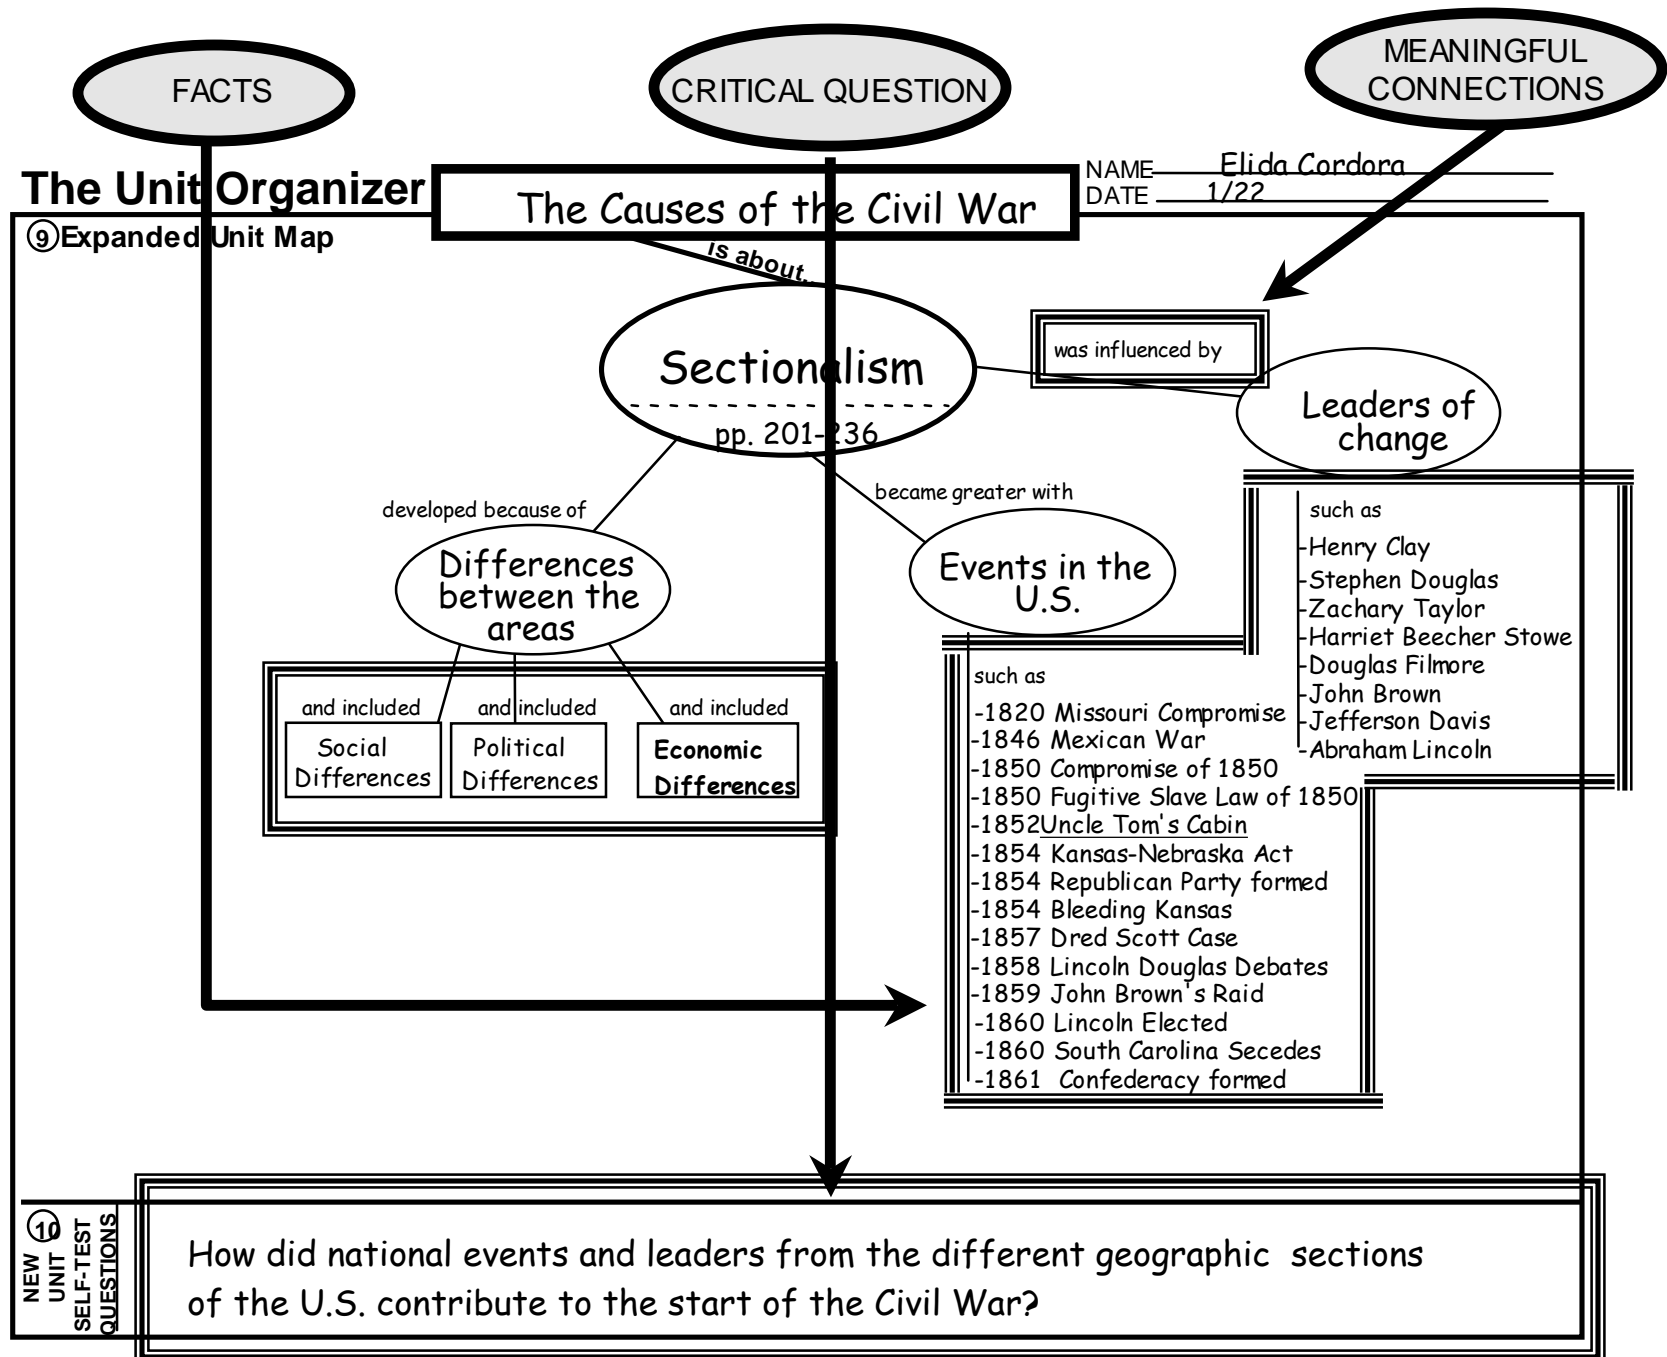 FACTS
CRITICAL QUESTION
MEANINGFUL
CONNECTIONS
The Unit Organizer
The Causes of the Civil War
NAME Elida Cordora
DATE 1/22
9 Expanded Unit Map
is about..
Sectionalism
pp. 201-236
was influenced by
Leaders of
change
developed because of
Differences
between the
areas
became greater with
Events in the
U.S.
such as
-Henry Clay
-Stephen Douglas
-Zachary Taylor
-Harriet Beecher Stowe
-Douglas Filmore
-John Brown
-Jefferson Davis
-Abraham Lincoln
and included
Social
Differences
and included
Political
Differences
and included
Economic
Differences
such as
-1820 Missouri Compromise
-1846 Mexican War
-1850 Compromise of 1850
-1850 Fugitive Slave Law of 1850
-1852Uncle Tom's Cabin
-1854 Kansas-Nebraska Act
-1854 Republican Party formed
-1854 Bleeding Kansas
-1857 Dred Scott Case
-1858 Lincoln Douglas Debates
-1859 John Brown's Raid
-1860 Lincoln Elected
-1860 South Carolina Secedes
-1861 Confederacy formed
10
NEW
UNIT
SELF-TEST
QUESTIONS
How did national events and leaders from the different geographic sections
of the U.S. contribute to the start of the Civil War?